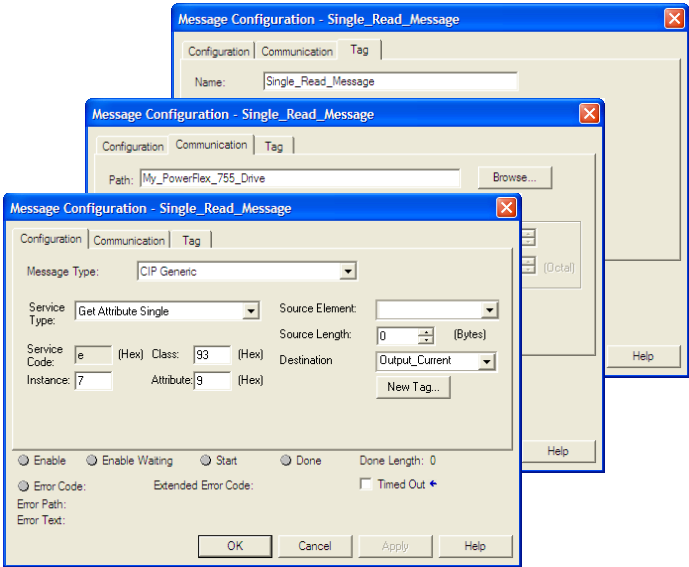 Message Configuration - Single_Read_Message
Configuration Communication Tag
Name: Single_Read_Message
Help
Message Configuration - Single_Read_Message
Configuration Communication Tag
Path: My_PowerFlex_755_Drive Browse...
(Octal)
Help
Message Configuration - Single_Read_Message
Configuration Communication Tag
Message Type: CIP Generic
Service Type: Get Attribute Single
Source Element:
Source Length: 0 (Bytes)
Service Code: e (Hex) Class: 93 (Hex)
Destination Output_Current
Instance: 7 Attribute: 9 (Hex)
New Tag...
Enable Enable Waiting Start Done Done Length: 0
Error Code: Extended Error Code: Timed Out
Error Path:
Error Text:
OK Cancel Apply Help